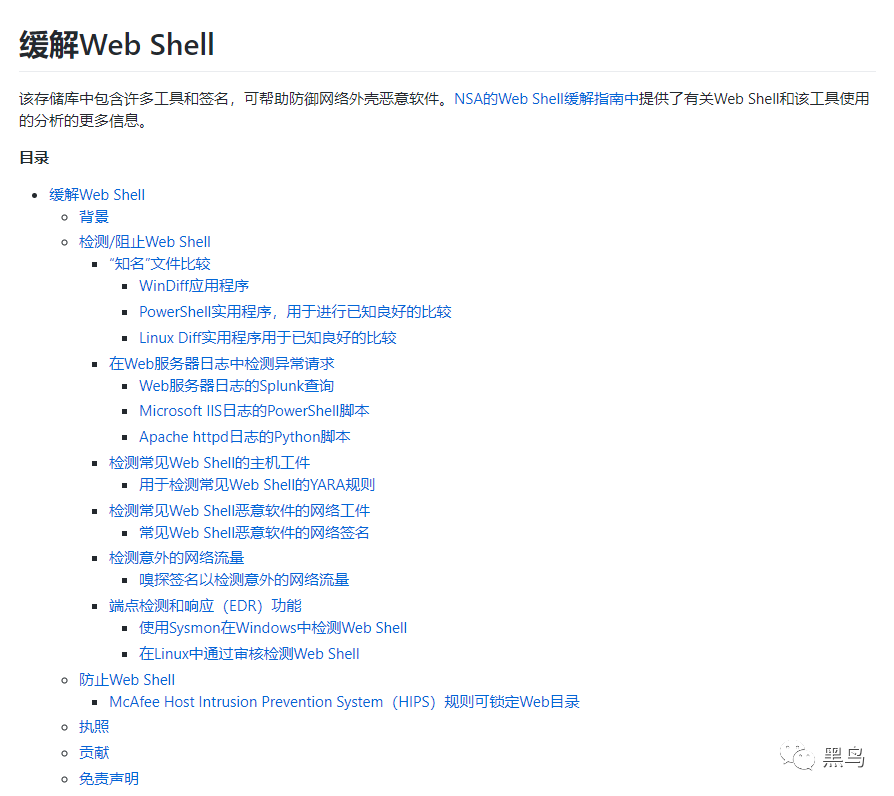 缓解Web Shell
该存储库中包含许多工具和签名，可帮助防御网络外壳恶意软件。NSA的Web Shell缓解指南中提供了有关Web Shell和该工具使用
的分析的更多信息。
目录
缓解Web Shell
背景
检测/阻止Web Shell
“知名”文件比较
WinDiff应用程序
PowerShell实用程序，用于进行已知良好的比较
Linux Diff实用程序用于已知良好的比较
在Web服务器日志中检测异常请求
Web服务器日志的Splunk查询
Microsoft IIS日志的PowerShell脚本
Apache httpd日志的Python脚本
检测常见Web Shell的主机工件
用于检测常见Web Shell的YARA规则
检测常见Web Shell恶意软件的网络工件
常见Web Shell恶意软件的网络签名
检测意外的网络流量
嗅探签名以检测意外的网络流量
端点检测和响应（EDR）功能
使用Sysmon在Windows中检测Web Shell
在Linux中通过审核检测Web Shell
防止Web Shell
McAfee Host Intrusion Prevention System（HIPS）规则可锁定Web目录
执照
贡献
免责声明
黑鸟